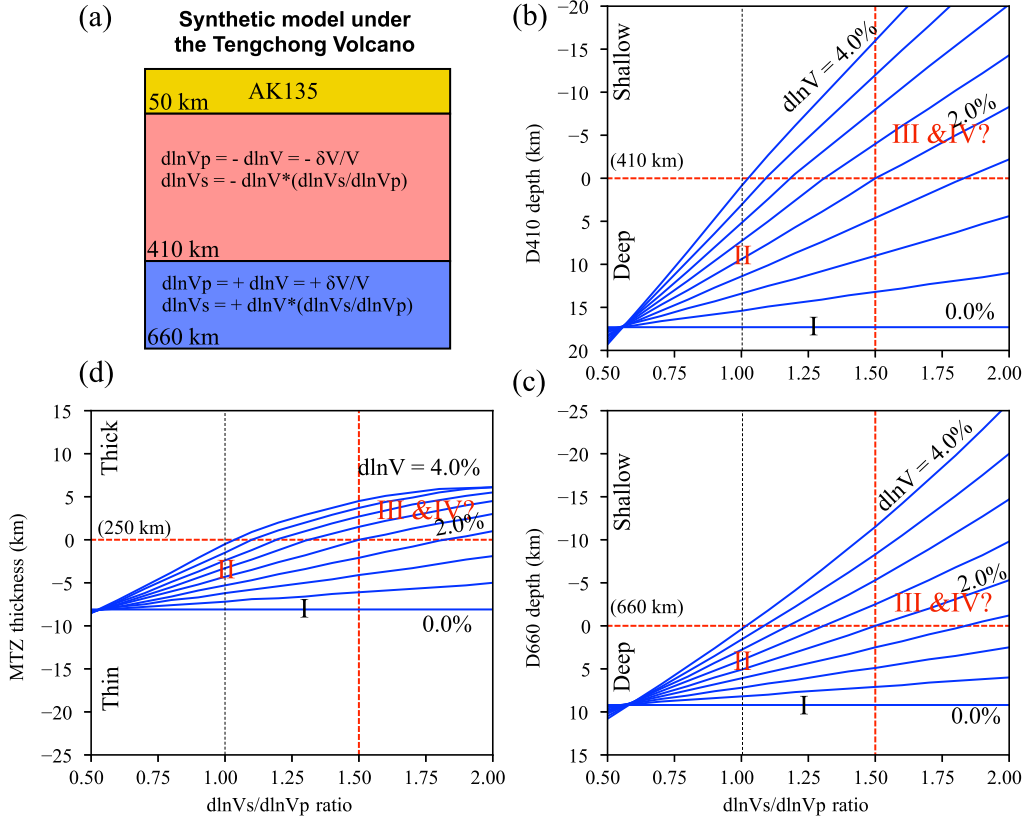 (a)
Synthetic model under
the Tengchong Volcano
AK135
50 km
dlnVp = - dlnV = - δV/V
dlnVs = - dlnV*(dlnVs/dlnVp)
410 km
dlnVp = + dlnV = + δV/V
dlnVs = + dlnV*(dlnVs/dlnVp)
660 km
(b)
−20
−15
−10
−5
0
5
10
15
20
D410 depth (km)
Shallow
Deep
dlnV = 4.0%
2.0%
III &IV?
(410 km)
II
0.0%
I
0.50
0.75
1.00
1.25
1.50
1.75
2.00
(d)
15
10
5
0
−5
−10
−15
−20
−25
MTZ thickness (km)
Thick
Thin
dlnV = 4.0%
III &IV?
2.0%
(250 km)
II
I
0.0%
0.50
0.75
1.00
1.25
1.50
1.75
2.00
dlnVs/dlnVp ratio
(c)
−25
−20
−15
−10
−5
0
5
10
15
D660 depth (km)
Shallow
Deep
dlnV = 4.0%
2.0%
III &IV?
(660 km)
II
I
0.0%
0.50
0.75
1.00
1.25
1.50
1.75
2.00
dlnVs/dlnVp ratio